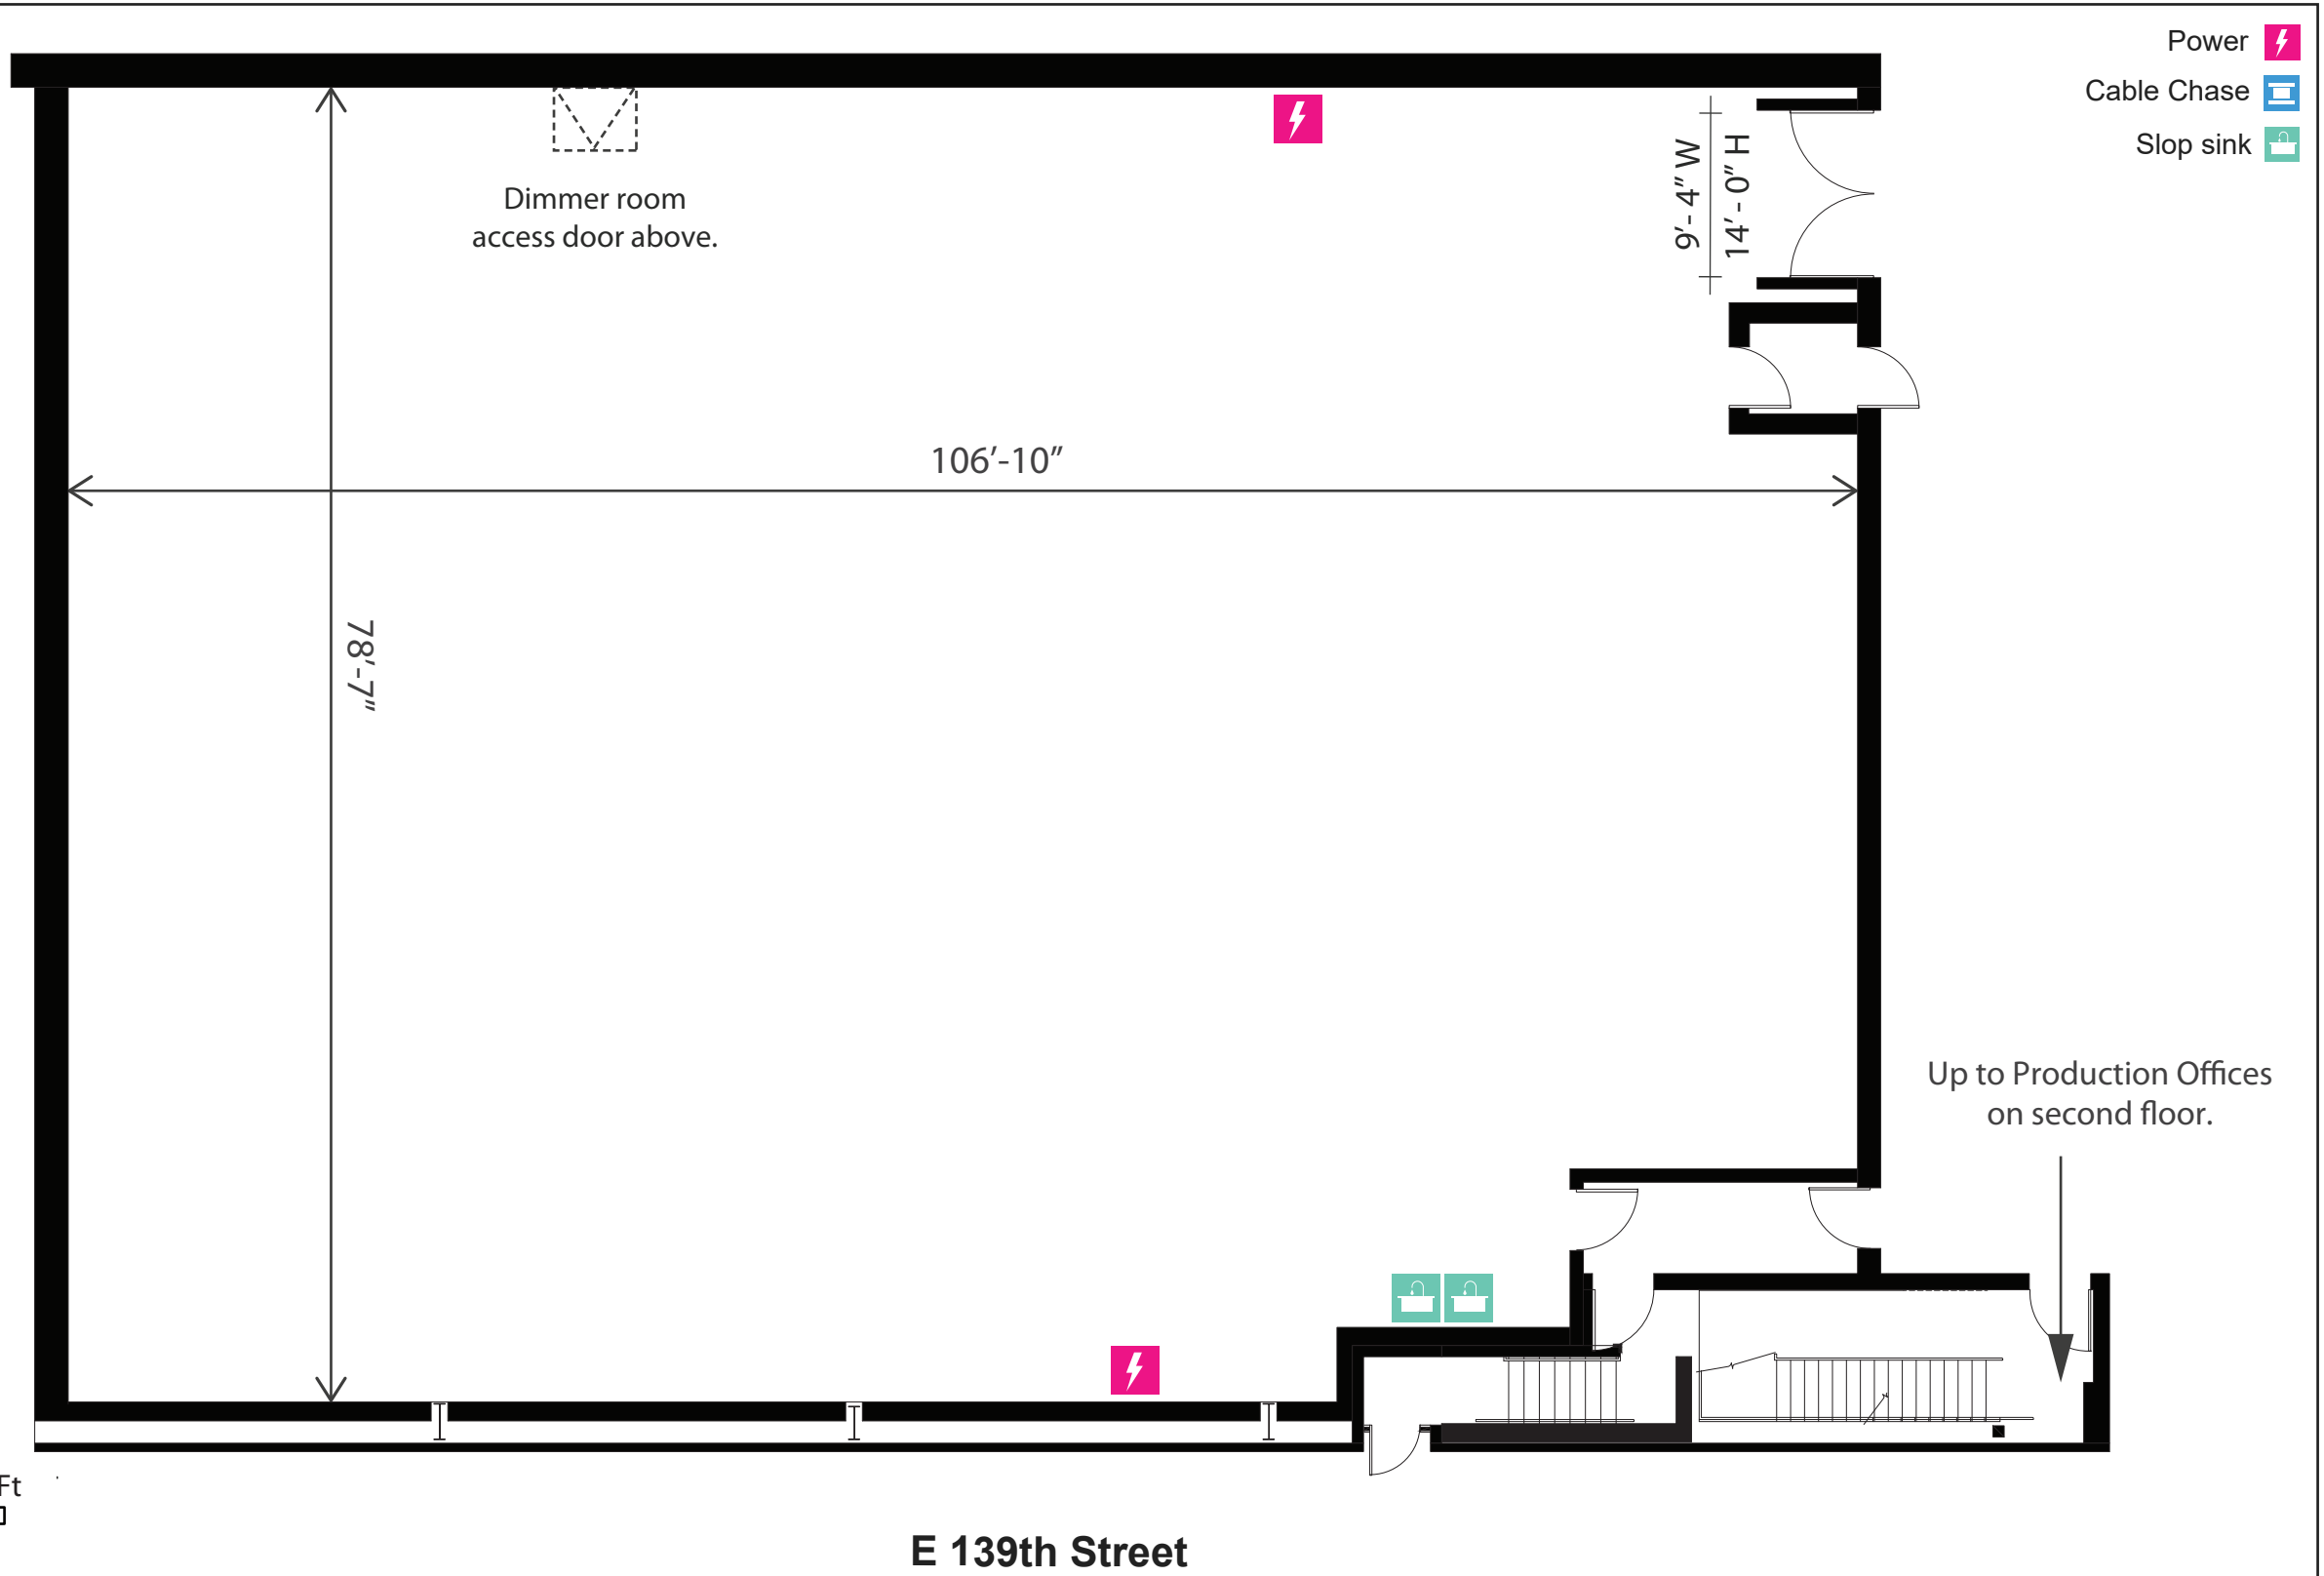 Power
Cable Chase
Slop sink
Dimmer room
access door above.
9’- 4” W
14’ - 0” H
106’-10”
78’-7”
Up to Production Offices
on second floor.
Ft
E 139th Street